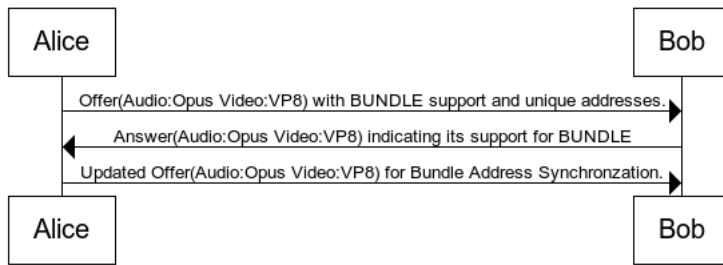 Alice
Bob
Offer(Audio:Opus Video:VP8) with BUNDLE support and unique addresses.
Answer(Audio:Opus Video:VP8) indicating its support for BUNDLE
Updated Offer(Audio:Opus Video:VP8) for Bundle Address Synchronzation.
Alice
Bob